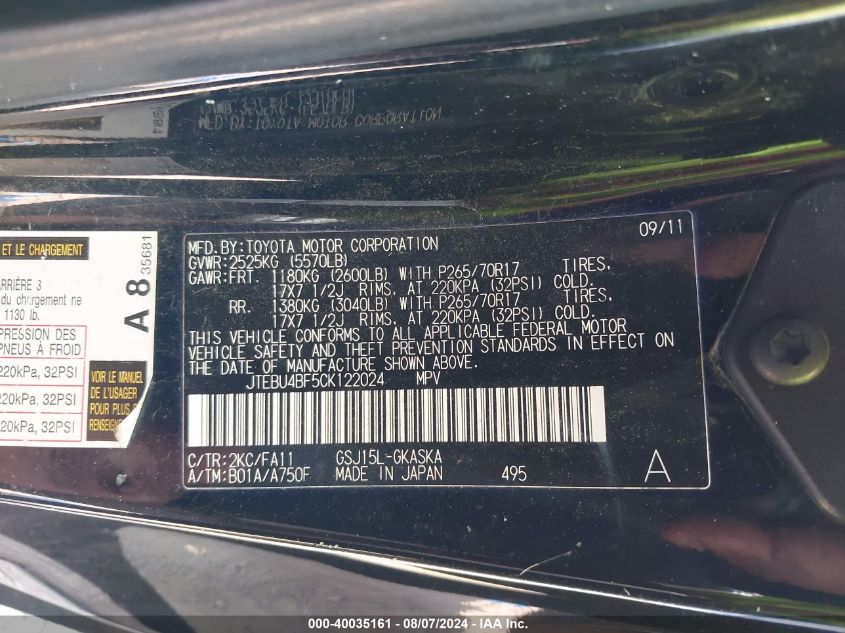 MFD. BY: TOYOTA MOTOR CORPORATION 09/11
GVWR: 2525KG (5570LB)
GAWR: FRT. 1180KG (2600LB) WITH P265/70R17 TIRES,
17X7 1/2J RIMS, AT 220KPA (32PSI) COLD.
RR. 1380KG (3040LB) WITH P265/70R17 TIRES,
17X7 1/2J RIMS, AT 220KPA (32PSI) COLD.
THIS VEHICLE CONFORMS TO ALL APPLICABLE FEDERAL MOTOR
VEHICLE SAFETY AND THEFT PREVENTION STANDARDS IN EFFECT ON
THE DATE OF MANUFACTURE SHOWN ABOVE.
JTEBU4BF5CK122024 MPV
C/TR: 2KC/FA11 GSJ15L-GKASKA
A/TM: B01A/A750F MADE IN JAPAN 495 A
ET LE CHARGEMENT
ARRIÈRE 3
du chargement ne
1130 lb.
PRESSION DES
PNEUS À FROID
220kPa, 32PSI
220kPa, 32PSI
220kPa, 32PSI
VOIR LE MANUEL
DE L'USAGER
POUR PLUS
A 8 35681
000-40035161 - 08/07/2024 - IAA Inc.